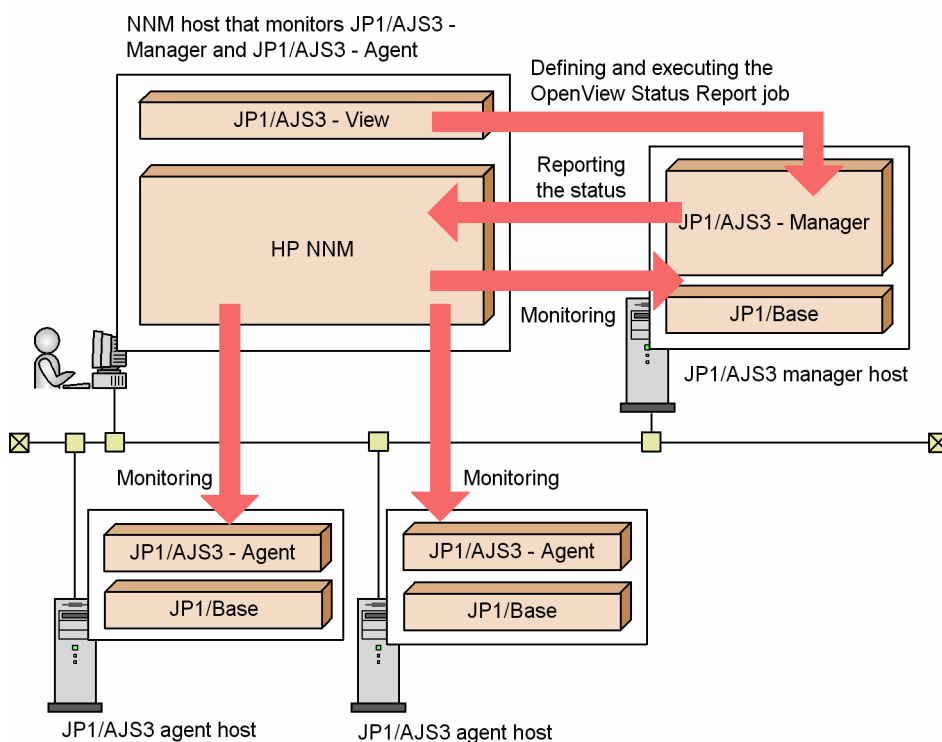 NNM host that monitors JP1/AJS3 -
Manager and JP1/AJS3 - Agent
Defining and executing the
OpenView Status Report job
JP1/AJS3 - View
Reporting
the status
JP1/AJS3 - Manager
HP NNM
Monitoring
JP1/Base
JP1/AJS3 manager host
Monitoring
Monitoring
JP1/AJS3 - Agent
JP1/AJS3 - Agent
JP1/Base
JP1/Base
JP1/AJS3 agent host
JP1/AJS3 agent host